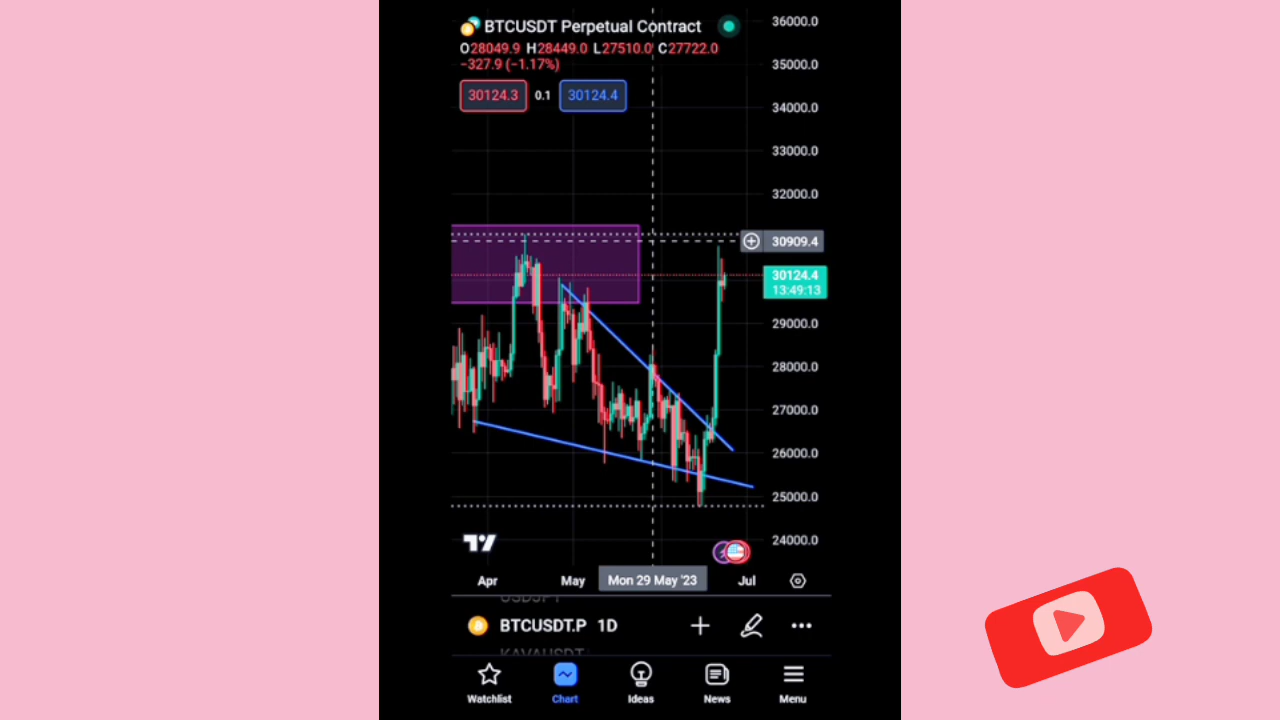 BTCUSDT Perpetual Contract
O28049.9 H28449.0 L27510.0 C27722.0
−327.9 (−1.17%)
30124.3 0.1 30124.4
36000.0
35000.0
34000.0
33000.0
32000.0
30909.4
30124.4
13:49:13
29000.0
28000.0
27000.0
26000.0
25000.0
24000.0
Apr May Mon 29 May '23 Jul
USDJPY
BTCUSDT.P 1D
KAVAUSDT
Watchlist Chart Ideas News Menu